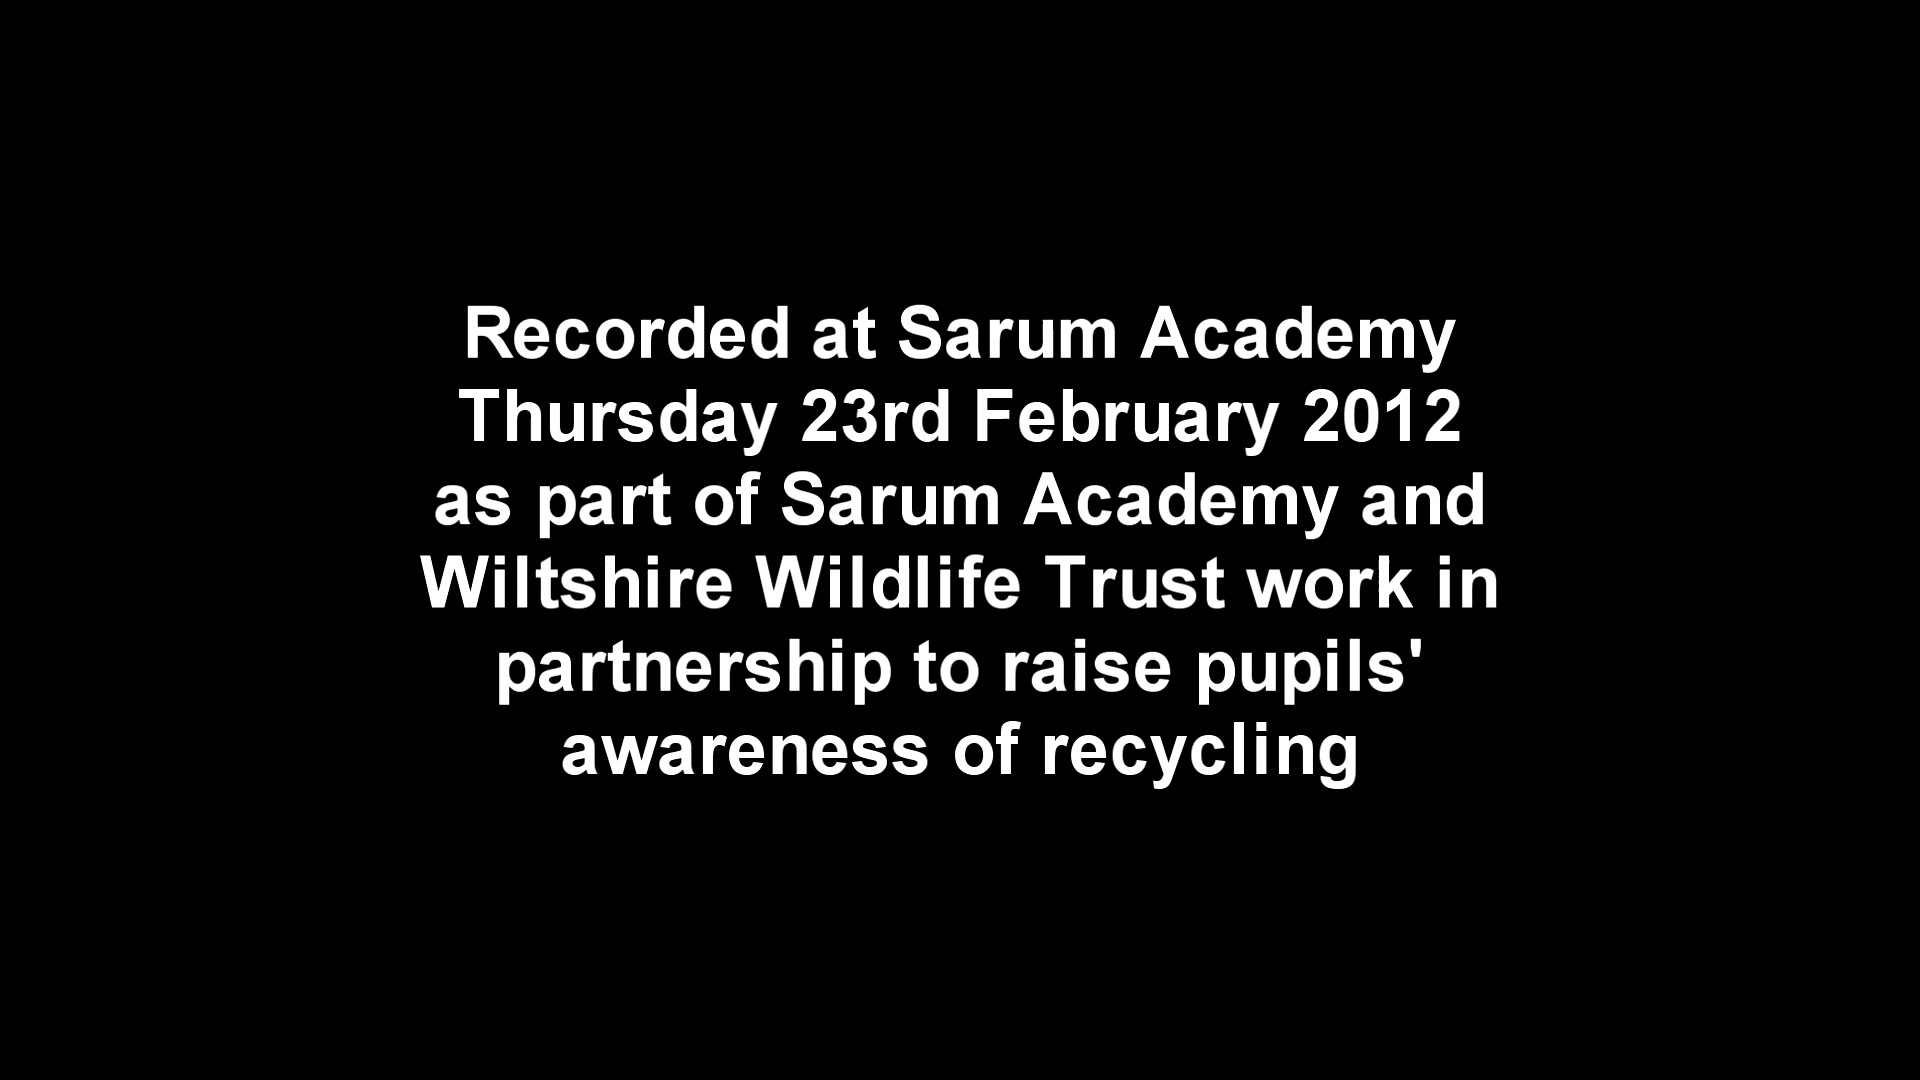 Recorded at Sarum Academy
Thursday 23rd February 2012
as part of Sarum Academy and
Wiltshire Wildlife Trust work in
partnership to raise pupils'
awareness of recycling